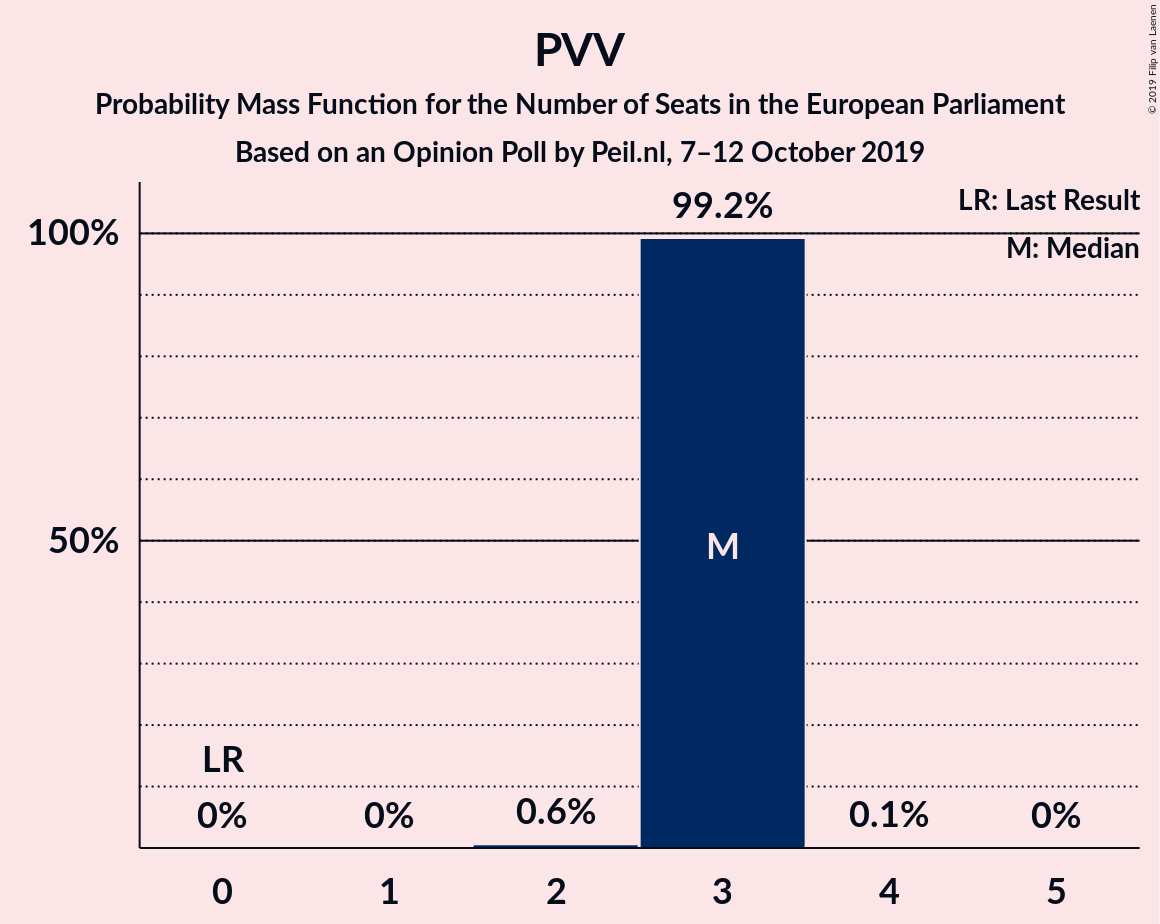 PVV
Probability Mass Function for the Number of Seats in the European Parliament
Based on an Opinion Poll by Peil.nl, 7–12 October 2019
© 2019 Filip van Laenen
LR: Last Result
M: Median
100%
50%
99.2%
M
LR
0%
0%
0.6%
0.1%
0%
0
1
2
3
4
5